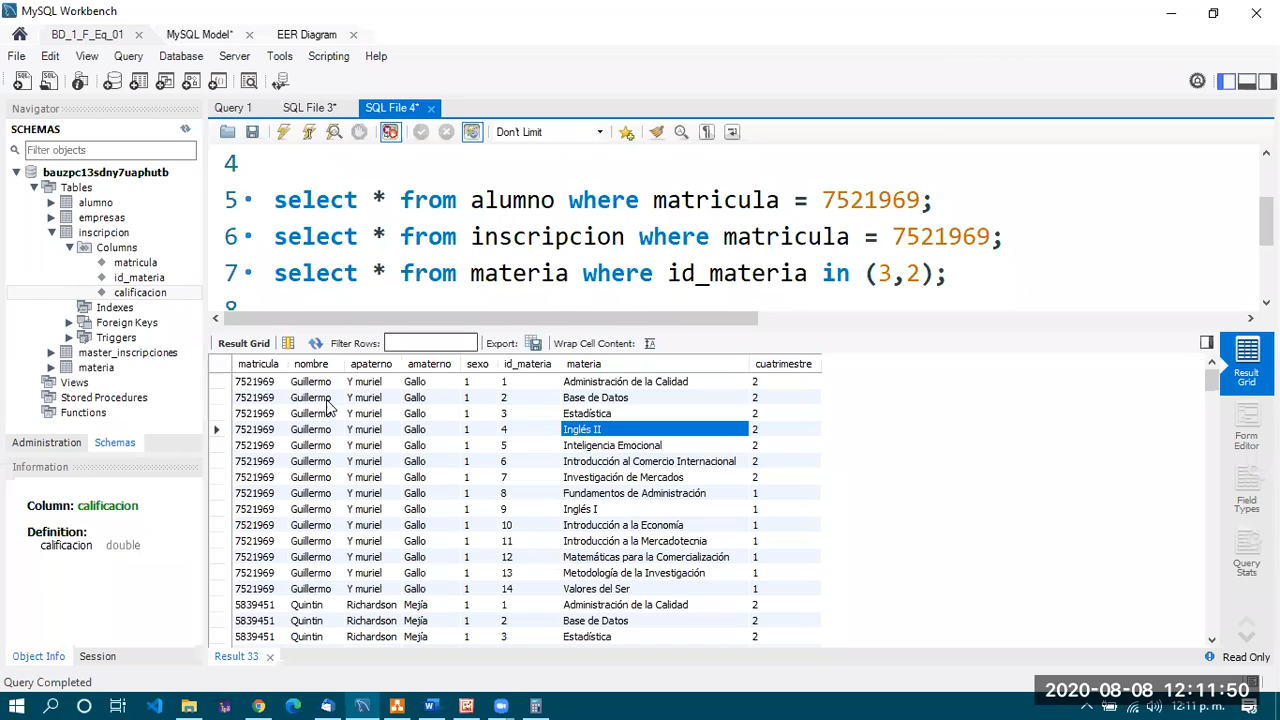 MySQL Workbench
BD_1_F_Eq_01 MySQL Model* EER Diagram
File Edit View Query Database Server Tools Scripting Help
Navigator
SCHEMAS
Filter objects
bauzpc13sdny7uaphutb
Tables
alumno
empresas
inscripcion
Columns
matricula
id_materia
calificacion
Indexes
Foreign Keys
Triggers
master_inscripciones
materia
Views
Stored Procedures
Functions
Administration Schemas
Information
Column: calificacion
Definition:
calificacion double
Object Info Session
Query 1 SQL File 3* SQL File 4*
Don't Limit
4
5 select * from alumno where matricula = 7521969;
6 select * from inscripcion where matricula = 7521969;
7 select * from materia where id_materia in (3,2);
8
Result Grid Filter Rows: Export: Wrap Cell Content:
matricula nombre apaterno amaterno sexo id_materia materia cuatrimestre
7521969 Guillermo Y muriel Gallo 1 1 Administración de la Calidad 2
7521969 Guillermo Y muriel Gallo 1 2 Base de Datos 2
7521969 Guillermo Y muriel Gallo 1 3 Estadística 2
7521969 Guillermo Y muriel Gallo 1 4 Inglés II 2
7521969 Guillermo Y muriel Gallo 1 5 Inteligencia Emocional 2
7521969 Guillermo Y muriel Gallo 1 6 Introducción al Comercio Internacional 2
7521969 Guillermo Y muriel Gallo 1 7 Investigación de Mercados 2
7521969 Guillermo Y muriel Gallo 1 8 Fundamentos de Administración 1
7521969 Guillermo Y muriel Gallo 1 9 Inglés I 1
7521969 Guillermo Y muriel Gallo 1 10 Introducción a la Economía 1
7521969 Guillermo Y muriel Gallo 1 11 Introducción a la Mercadotecnia 1
7521969 Guillermo Y muriel Gallo 1 12 Matemáticas para la Comercialización 1
7521969 Guillermo Y muriel Gallo 1 13 Metodología de la Investigación 1
7521969 Guillermo Y muriel Gallo 1 14 Valores del Ser 1
5839451 Quintin Richardson Mejía 1 1 Administración de la Calidad 2
5839451 Quintin Richardson Mejía 1 2 Base de Datos 2
5839451 Quintin Richardson Mejía 1 3 Estadística 2
Result 33
Result
Grid
Form
Editor
Field
Types
Query
Stats
Read Only
Query Completed
2020-08-08 12:11:50
12:11 p. m.